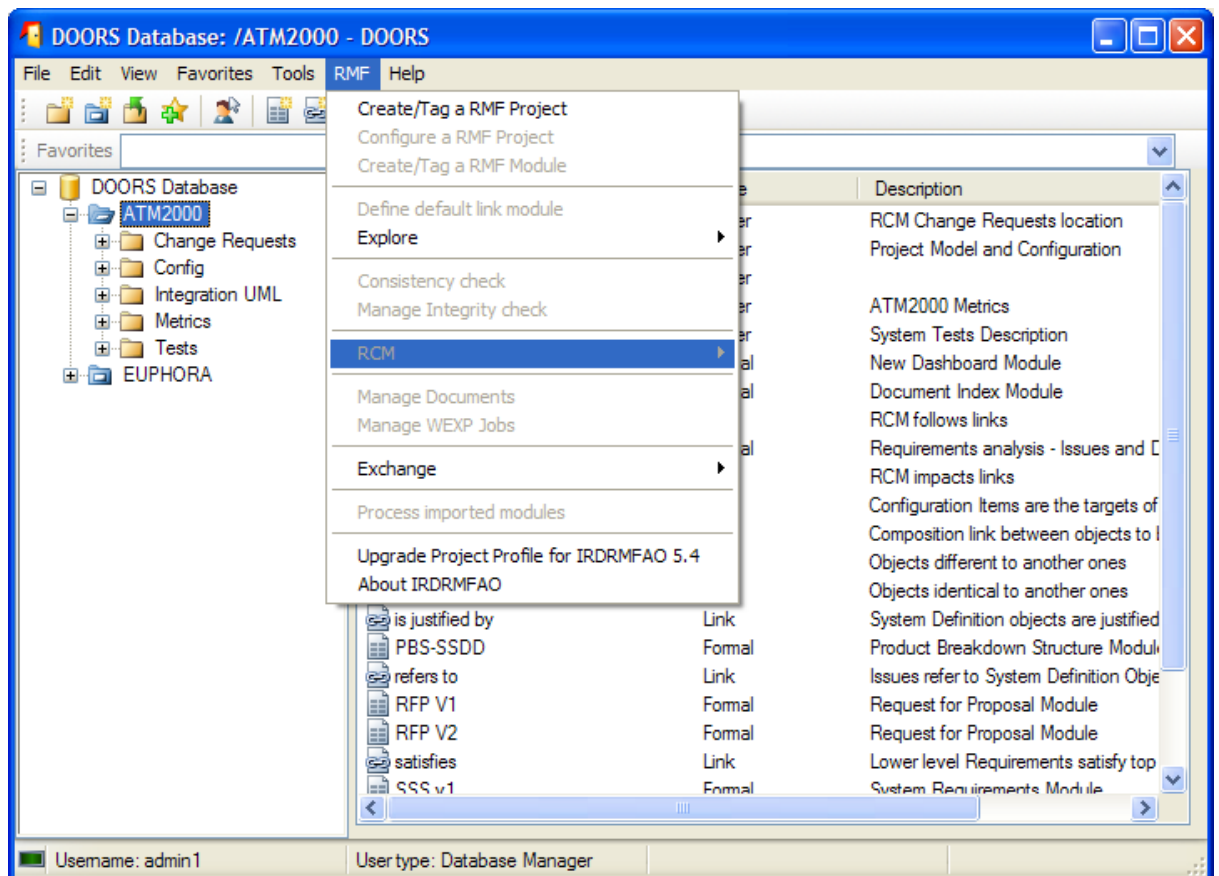 DOORS Database: /ATM2000 - DOORS
File Edit View Favorites Tools RMF Help
Create/Tag a RMF Project
Configure a RMF Project
Create/Tag a RMF Module
Define default link module
Explore
Consistency check
Manage Integrity check
RCM
Manage Documents
Manage WEXP Jobs
Exchange
Process imported modules
Upgrade Project Profile for IRDRMFAO 5.4
About IRDRMFAO
Favorites
DOORS Database
ATM2000
Change Requests
Config
Integration UML
Metrics
Tests
EUPHORA
Description
RCM Change Requests location
Project Model and Configuration
ATM2000 Metrics
System Tests Description
New Dashboard Module
Document Index Module
RCM follows links
Requirements analysis - Issues and
RCM impacts links
Configuration Items are the targets of
Composition link between objects to
Objects different to another ones
Objects identical to another ones
is justified by Link System Definition objects are justified
PBS-SSDD Formal Product Breakdown Structure
refers to Link Issues refer to System Definition
RFP V1 Formal Request for Proposal Module
RFP V2 Formal Request for Proposal Module
satisfies Link Lower level Requirements satisfy top
SSS v1 Formal System Requirements Module
Username: admin1 User type: Database Manager